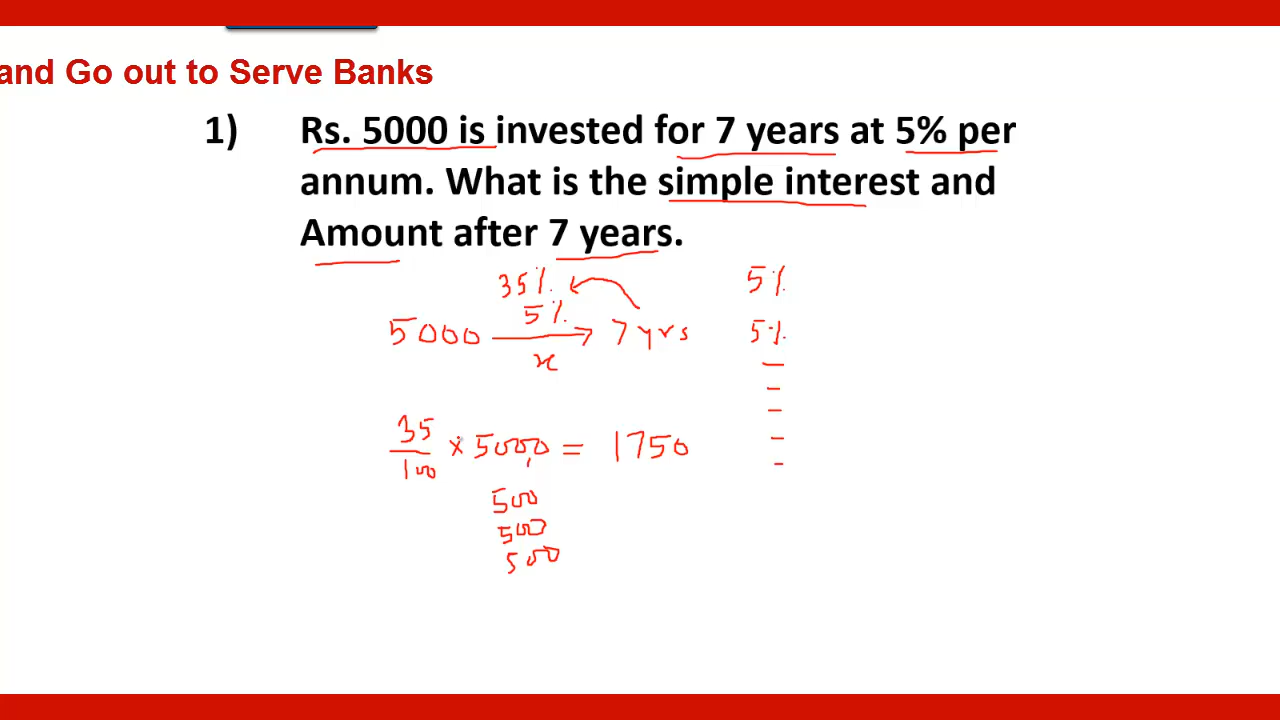 and Go out to Serve Banks
1) Rs. 5000 is invested for 7 years at 5% per
annum. What is the simple interest and
Amount after 7 years.
35% 5%
5%
5000 7 yrs 5%
x
35/100 × 5000 = 1750
500
500
500